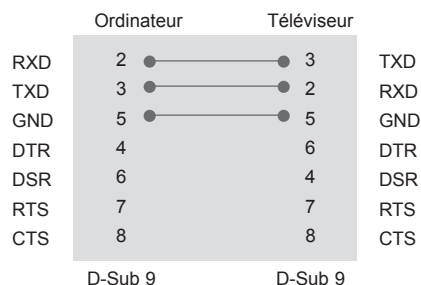 Ordinateur Téléviseur
RXD 2 3 TXD
TXD 3 2 RXD
GND 5 5 GND
DTR 4 6 DTR
DSR 6 4 DSR
RTS 7 7 RTS
CTS 8 8 CTS
D-Sub 9 D-Sub 9